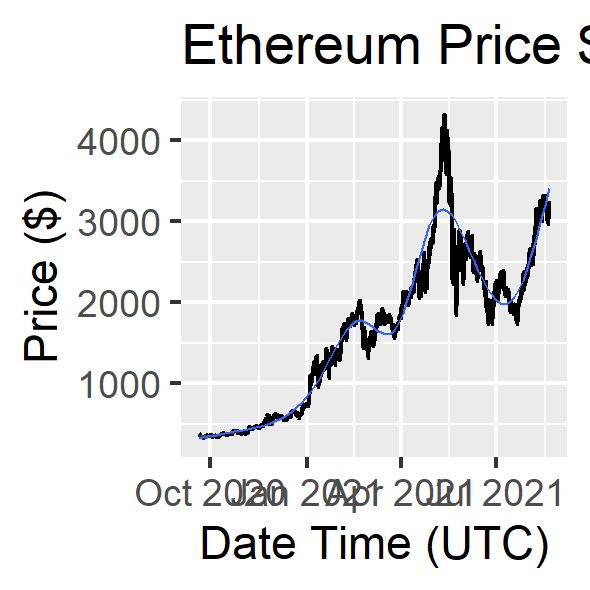 Ethereum Price
4000
3000
2000
1000
Price ($)
Oct 2020 Jan 2021 Apr 2021 Jul 2021
Date Time (UTC)